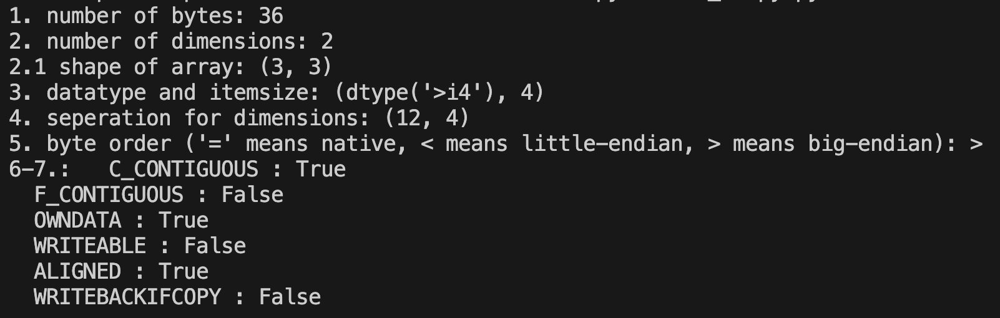 1. number of bytes: 36
2. number of dimensions: 2
2.1 shape of array: (3, 3)
3. datatype and itemsize: (dtype('>i4'), 4)
4. seperation for dimensions: (12, 4)
5. byte order ('=' means native, < means little-endian, > means big-endian): >
6-7.:   C_CONTIGUOUS : True
  F_CONTIGUOUS : False
  OWNDATA : True
  WRITEABLE : False
  ALIGNED : True
  WRITEBACKIFCOPY : False